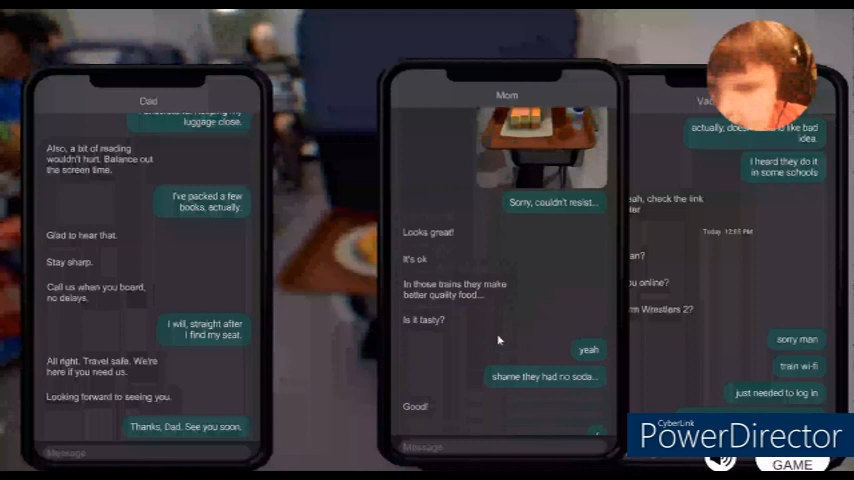 Dad
luggage close.
Also, a bit of reading
wouldn't hurt. Balance out
the screen time.
I've packed a few
books, actually.
Glad to hear that.
Stay sharp.
Call us when you board,
no delays.
I will, straight after
I find my seat.
All right. Travel safe. We're
here if you need us.
Looking forward to seeing you.
Thanks, Dad. See you soon.
Message
Mom
Sorry, couldn't resist...
Looks great!
It's ok
In those trains they make
better quality food...
Is it tasty?
yeah
shame they had no soda...
Good!
Message
actually, like bad
idea.
I heard they do it
in some schools
check the link
Today 12:05 PM
online?
Wrestlers 2?
sorry man
train wi-fi
just needed to log in
CyberLink
PowerDirector
GAME